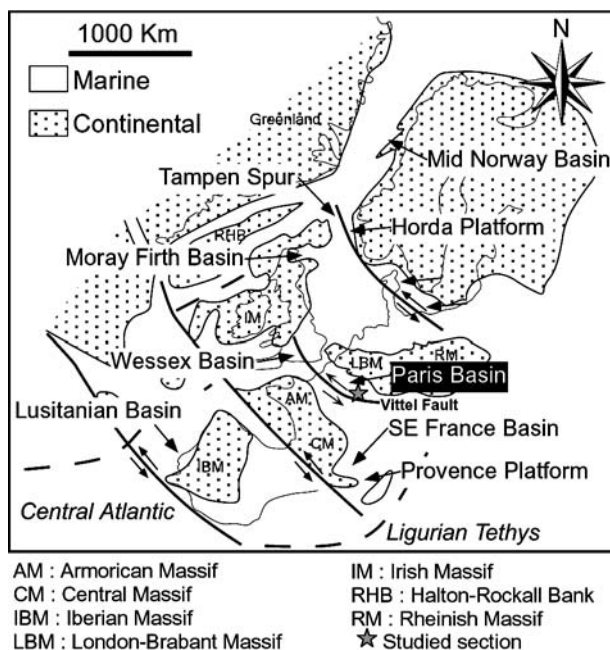 1000 Km
N
Marine
Continental
Greenland
Mid Norway Basin
Tampen Spur
Horda Platform
RHB
Moray Firth Basin
IM
Wessex Basin
LBM
RM
Paris Basin
Vittel Fault
AM
Lusitanian Basin
SE France Basin
CM
IBM
Provence Platform
Central Atlantic
Ligurian Tethys
AM : Armorican Massif
CM : Central Massif
IBM : Iberian Massif
LBM : London-Brabant Massif
IM : Irish Massif
RHB : Halton-Rockall Bank
RM : Rheinish Massif
Studied section